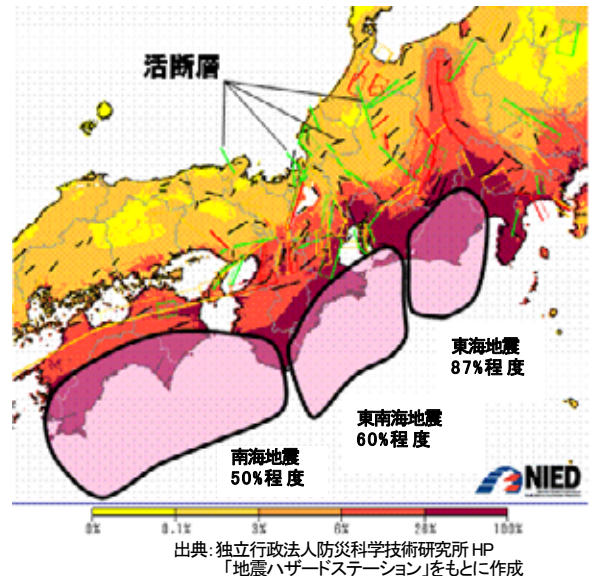 活断層
東海地震
87%程度
東南海地震
60%程度
南海地震
50%程度
NIED
0% 0.1% 3% 6% 26% 100%
出典:独立行政法人防災科学技術研究所 HP
「地震ハザードステーション」をもとに作成